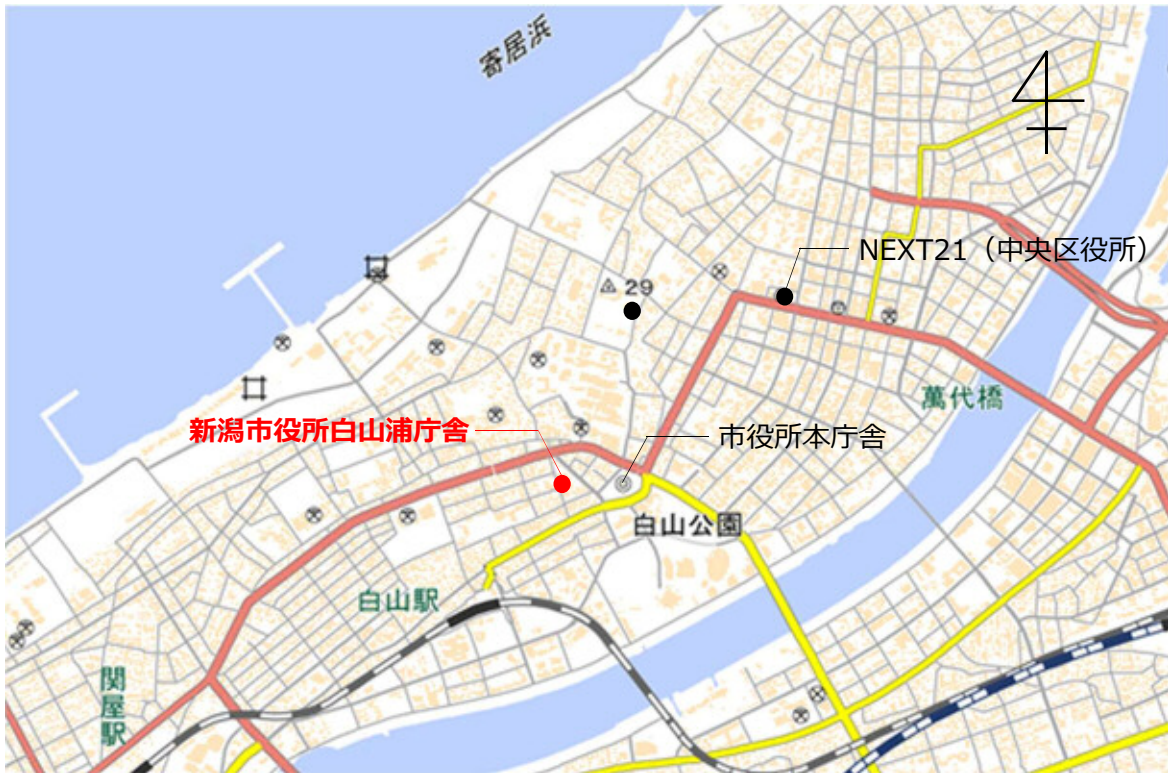 寄居浜
NEXT21（中央区役所）
29
萬代橋
新潟市役所白山浦庁舎
市役所本庁舎
白山公園
白山駅
関屋駅